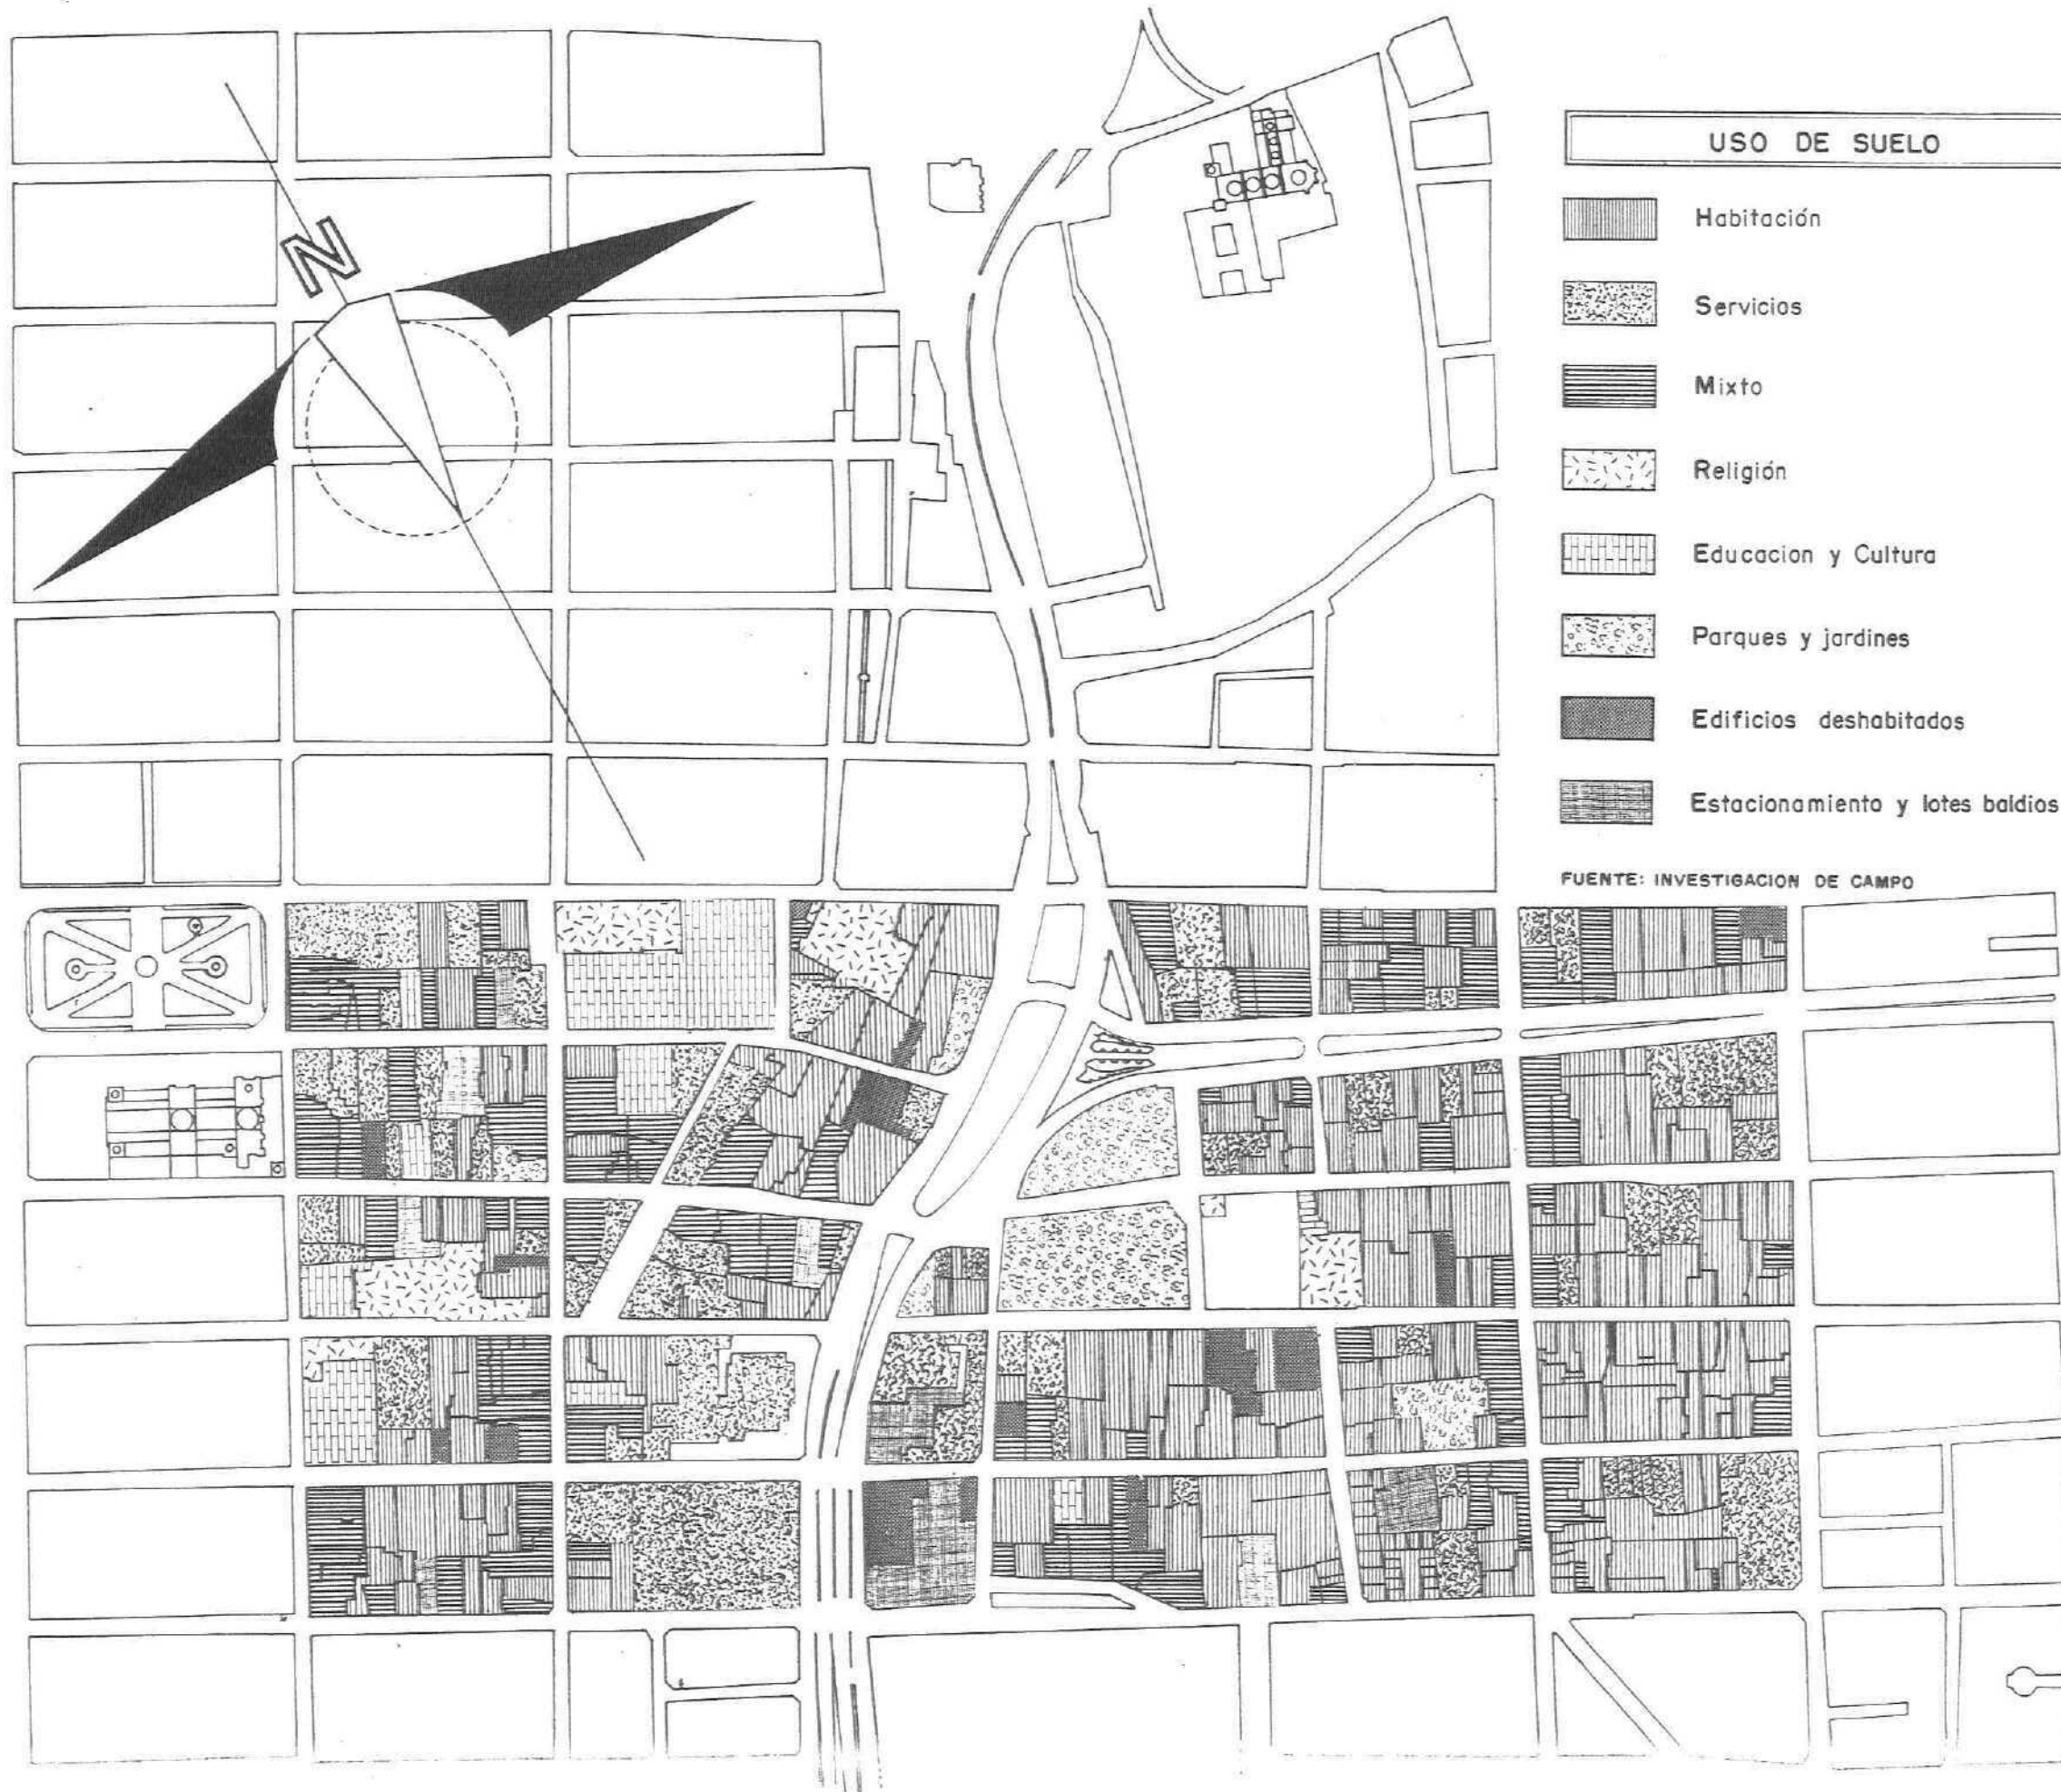 N
USO DE SUELO
Habitación
Servicios
Mixto
Religión
Educacion y Cultura
Parques y jardines
Edificios deshabitados
Estacionamiento y lotes baldios
FUENTE: INVESTIGACION DE CAMPO